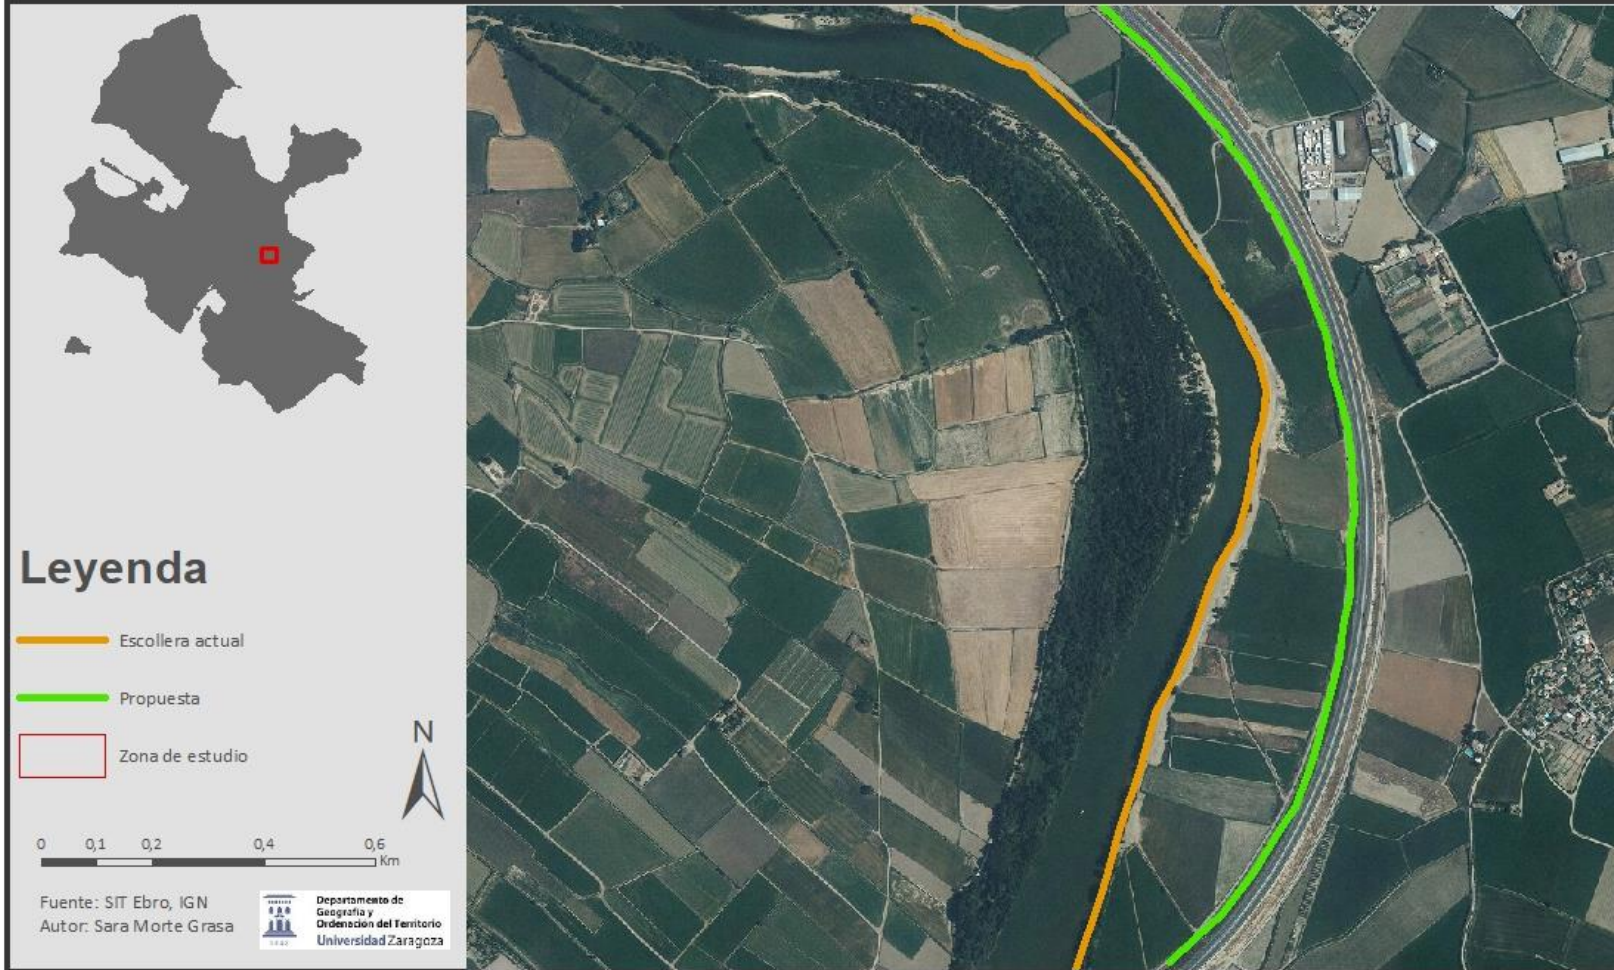 Leyenda
Escollera actual
Propuesta
Zona de estudio
N
0 0,1 0,2 0,4 0,6
Km
Fuente: SIT Ebro, IGN
Autor: Sara Morte Grasa
Departamento de
Geografía y
Ordenación del Territorio
Universidad Zaragoza